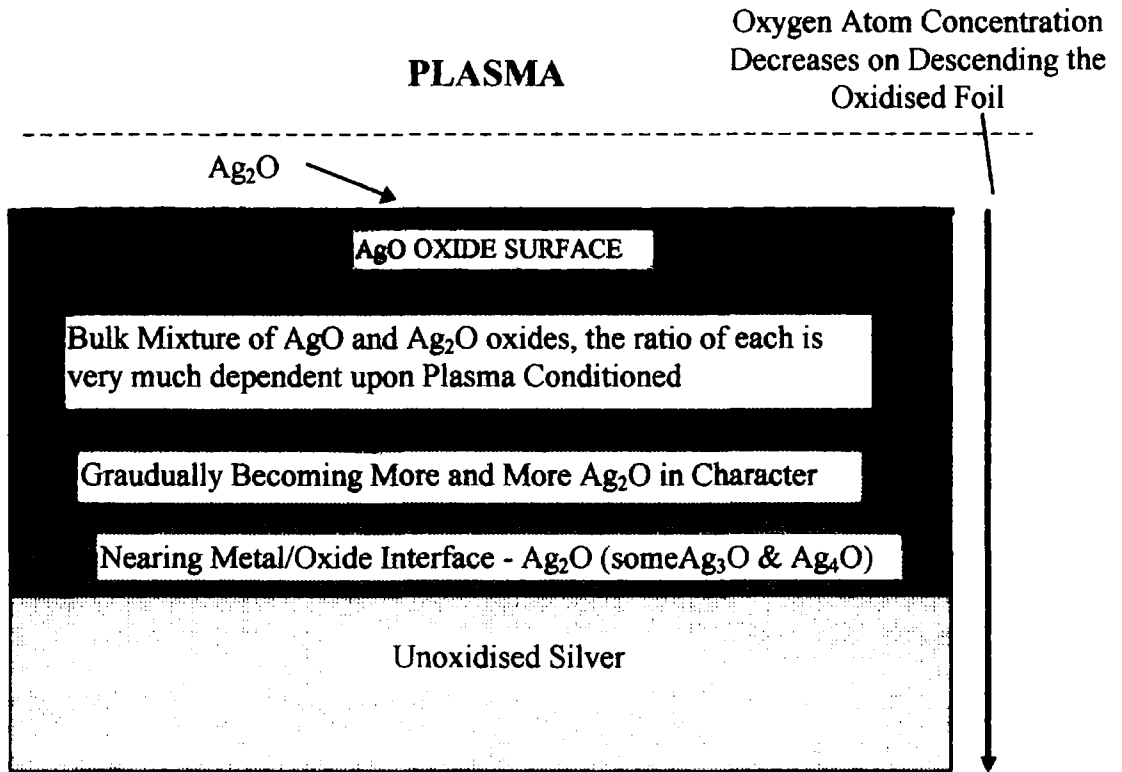 Oxygen Atom Concentration
Decreases on Descending the
Oxidised Foil
PLASMA
Ag₂O
AgO OXIDE SURFACE
Bulk Mixture of AgO and Ag₂O oxides, the ratio of each is
very much dependent upon Plasma Conditioned
Graudually Becoming More and More Ag₂O in Character
Nearing Metal/Oxide Interface - Ag₂O (someAg₃O & Ag₄O)
Unoxidised Silver